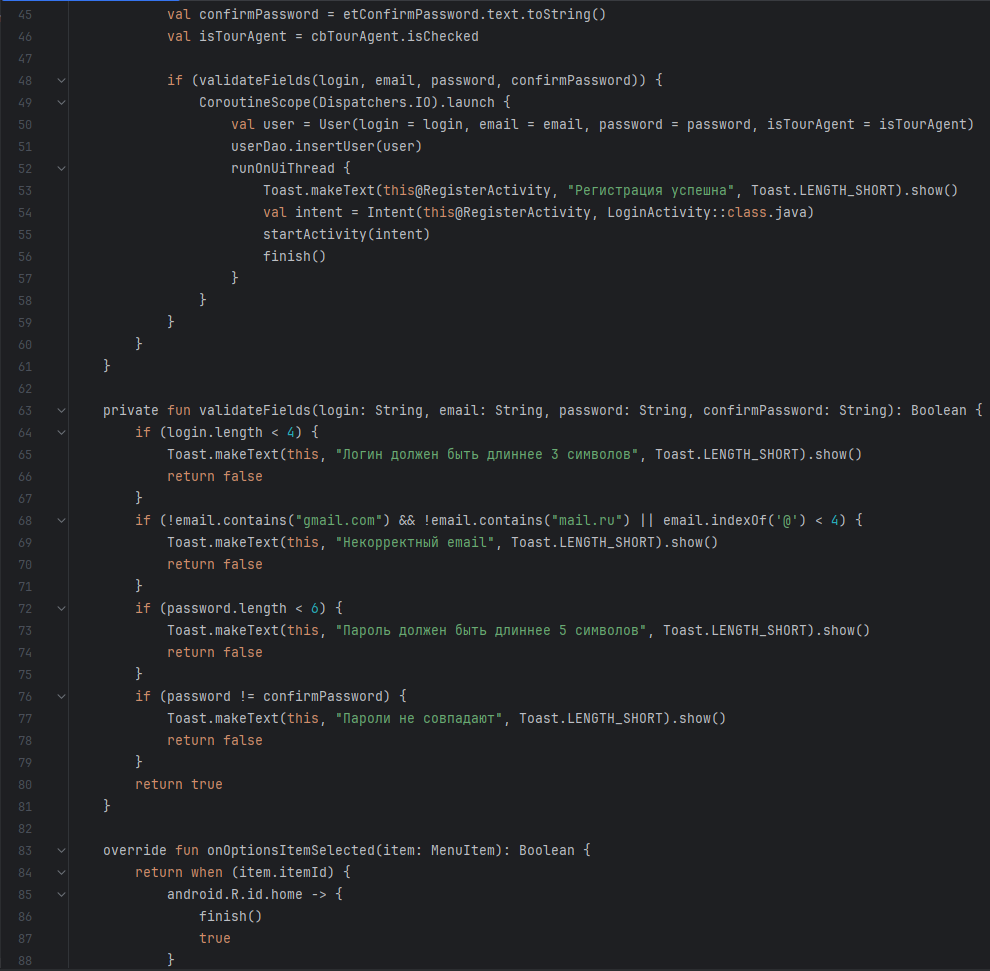 45 val confirmPassword = etConfirmPassword.text.toString()
46 val isTourAgent = cbTourAgent.isChecked
47
48 if (validateFields(login, email, password, confirmPassword)) {
49 CoroutineScope(Dispatchers.IO).launch {
50 val user = User(login = login, email = email, password = password, isTourAgent = isTourAgent)
51 userDao.insertUser(user)
52 runOnUiThread {
53 Toast.makeText(this@RegisterActivity, "Регистрация успешна", Toast.LENGTH_SHORT).show()
54 val intent = Intent(this@RegisterActivity, LoginActivity::class.java)
55 startActivity(intent)
56 finish()
57 }
58 }
59 }
60 }
61 }
62
63 private fun validateFields(login: String, email: String, password: String, confirmPassword: String): Boolean {
64 if (login.length < 4) {
65 Toast.makeText(this, "Логин должен быть длиннее 3 символов", Toast.LENGTH_SHORT).show()
66 return false
67 }
68 if (!email.contains("gmail.com") && !email.contains("mail.ru") || email.indexOf('@') < 4) {
69 Toast.makeText(this, "Некорректный email", Toast.LENGTH_SHORT).show()
70 return false
71 }
72 if (password.length < 6) {
73 Toast.makeText(this, "Пароль должен быть длиннее 5 символов", Toast.LENGTH_SHORT).show()
74 return false
75 }
76 if (password != confirmPassword) {
77 Toast.makeText(this, "Пароли не совпадают", Toast.LENGTH_SHORT).show()
78 return false
79 }
80 return true
81 }
82
83 override fun onOptionsItemSelected(item: MenuItem): Boolean {
84 return when (item.itemId) {
85 android.R.id.home -> {
86 finish()
87 true
88 }